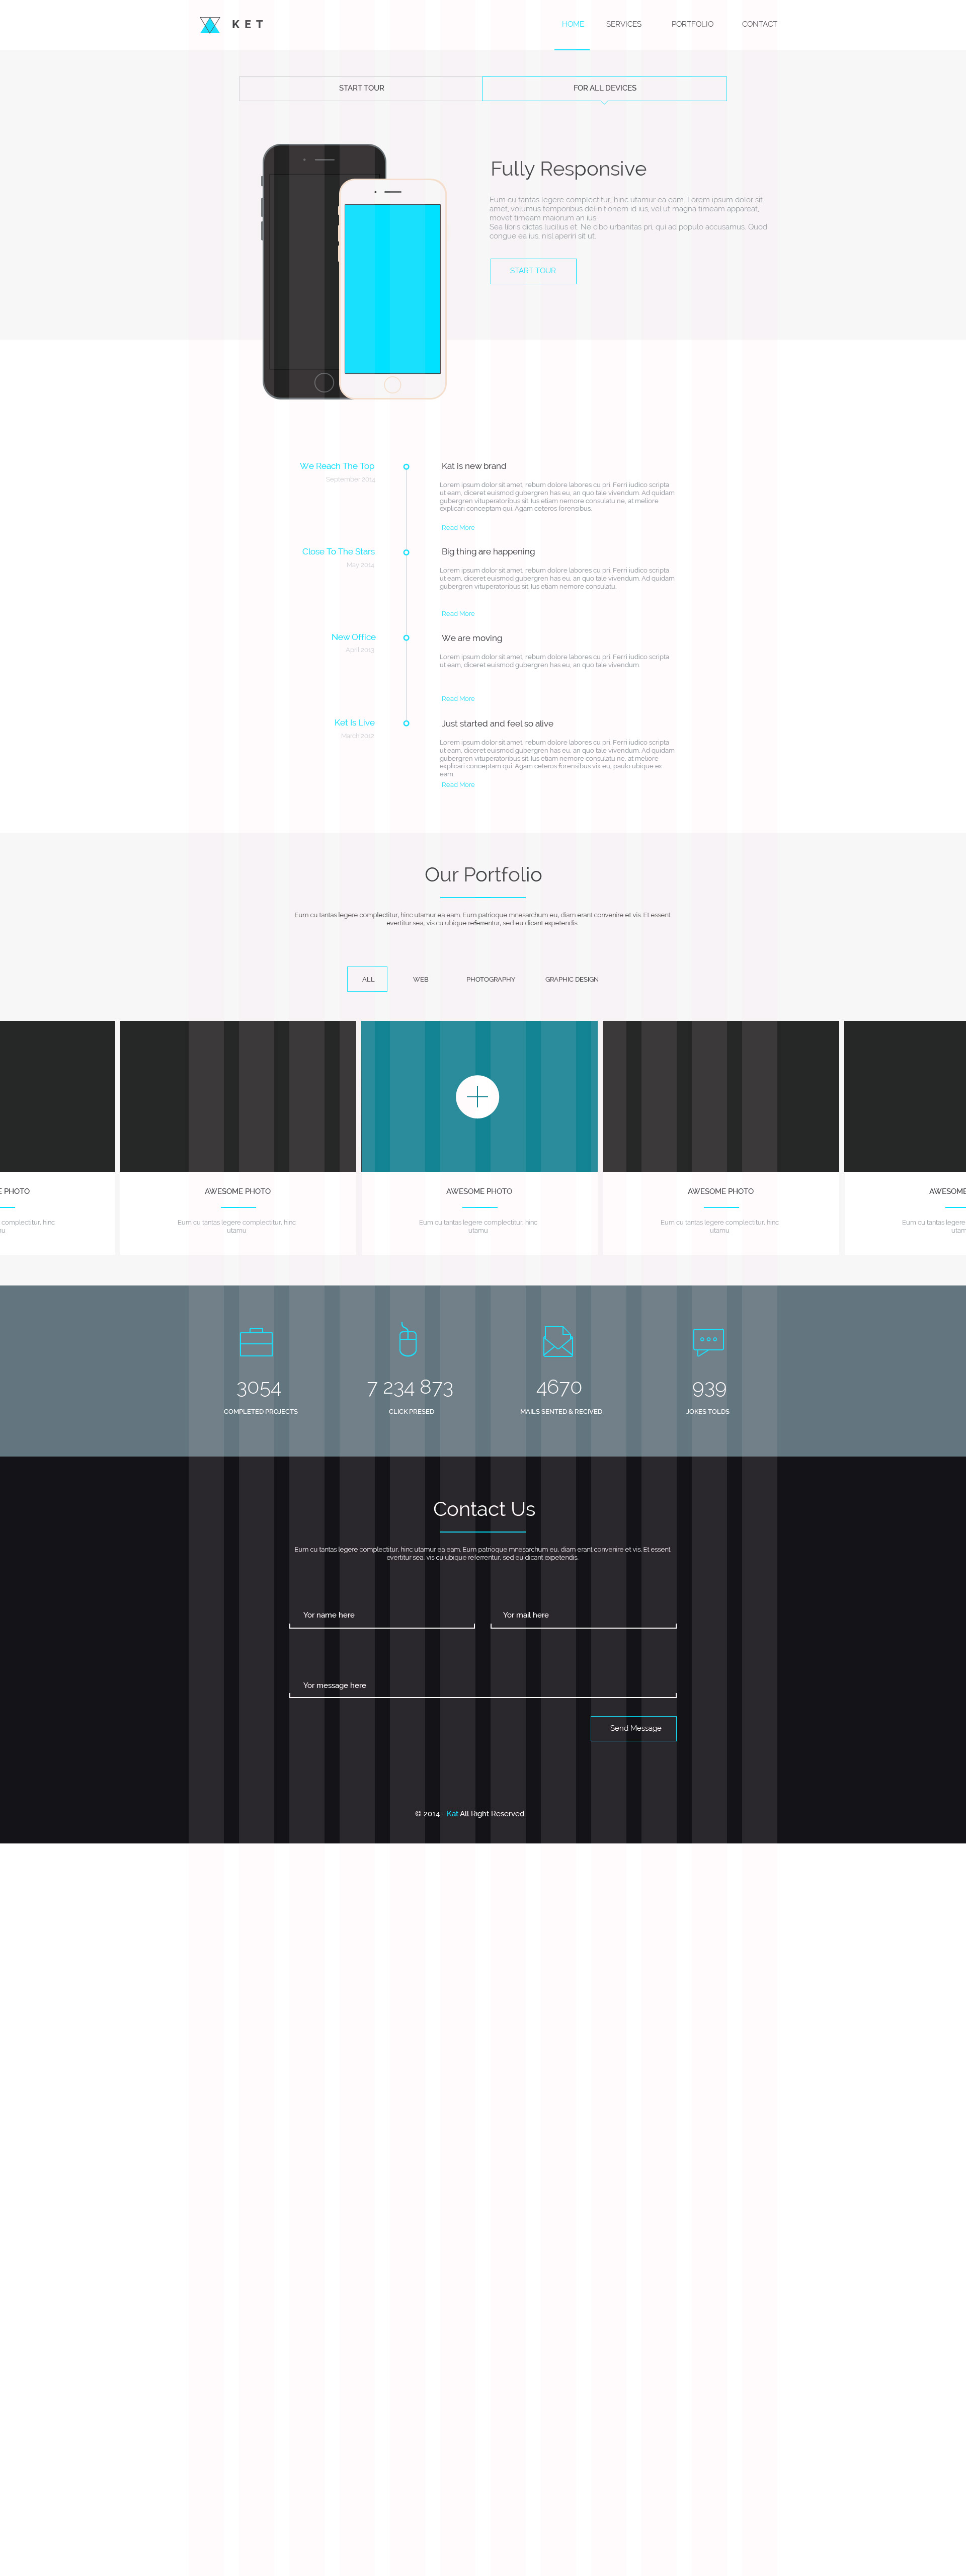 KET
HOME SERVICES PORTFOLIO CONTACT
START TOUR
FOR ALL DEVICES
Fully Responsive
Eum cu tantas legere complectitur, hinc utamur ea eam. Lorem ipsum dolor sit
amet, volumus temporibus definitionem id ius, vel ut magna timeam appareat,
movet timeam maiorum an ius.
Sea libris dictas lucilius et. Ne cibo urbanitas pri, qui ad populo accusamus. Quod
congue ea ius, nisl aperiri sit ut.
START TOUR
We Reach The Top
September 2014
Kat is new brand
Lorem ipsum dolor sit amet, rebum dolore labores cu pri. Ferri iudico scripta
ut eam, diceret euismod gubergren has eu, an quo tale vivendum. Ad quidam
gubergren vituperatoribus sit. Ius etiam nemore consulatu ne, at meliore
explicari conceptam qui. Agam ceteros forensibus.
Read More
Close To The Stars
May 2014
Big thing are happening
Lorem ipsum dolor sit amet, rebum dolore labores cu pri. Ferri iudico scripta
ut eam, diceret euismod gubergren has eu, an quo tale vivendum. Ad quidam
gubergren vituperatoribus sit. Ius etiam nemore consulatu.
Read More
New Office
April 2013
We are moving
Lorem ipsum dolor sit amet, rebum dolore labores cu pri. Ferri iudico scripta
ut eam, diceret euismod gubergren has eu, an quo tale vivendum.
Read More
Ket Is Live
March 2012
Just started and feel so alive
Lorem ipsum dolor sit amet, rebum dolore labores cu pri. Ferri iudico scripta
ut eam, diceret euismod gubergren has eu, an quo tale vivendum. Ad quidam
gubergren vituperatoribus sit. Ius etiam nemore consulatu ne, at meliore
explicari conceptam qui. Agam ceteros forensibus vix eu, paulo ubique ex
eam.
Read More
Our Portfolio
Eum cu tantas legere complectitur, hinc utamur ea eam. Eum patrioque mnesarchum eu, diam erant convenire et vis. Et essent
evertitur sea, vis cu ubique referrentur, sed eu dicant expetendis.
ALL WEB PHOTOGRAPHY GRAPHIC DESIGN
E PHOTO
complectitur, hinc
mu
AWESOME PHOTO
Eum cu tantas legere complectitur, hinc
utamu
AWESOME PHOTO
Eum cu tantas legere complectitur, hinc
utamu
AWESOME PHOTO
Eum cu tantas legere complectitur, hinc
utamu
AWESOME
Eum cu tantas legere
utam
3054
COMPLETED PROJECTS
7 234 873
CLICK PRESED
4670
MAILS SENTED & RECIVED
939
JOKES TOLDS
Contact Us
Eum cu tantas legere complectitur, hinc utamur ea eam. Eum patrioque mnesarchum eu, diam erant convenire et vis. Et essent
evertitur sea, vis cu ubique referrentur, sed eu dicant expetendis.
Yor name here
Yor mail here
Yor message here
Send Message
© 2014 - Kat All Right Reserved